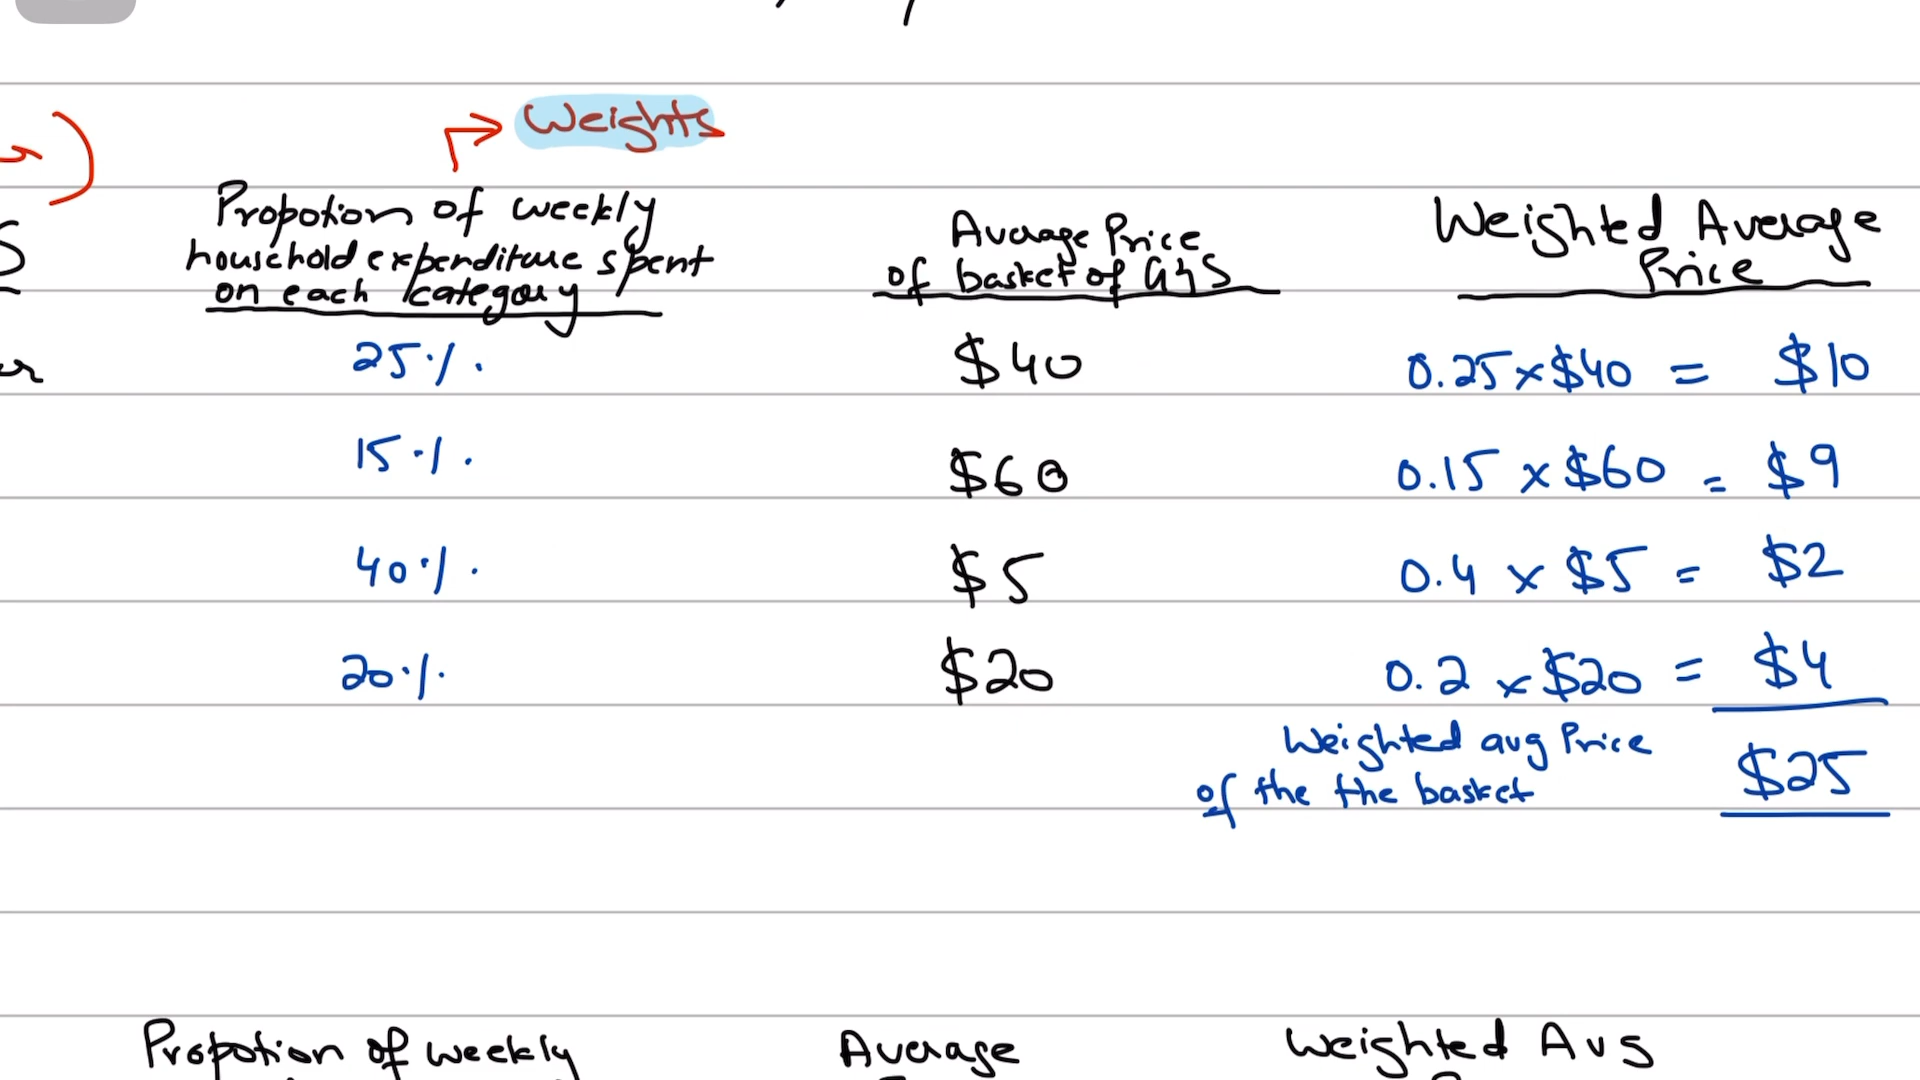 Weights
Propotion of weekly
household expenditure spent
on each category
Average Price
of basket of G&S
Weighted Average
Price
25%.
$40
0.25 x $40 = $10
15%.
$60
0.15 x $60 = $9
40%.
$5
0.4 x $5 = $2
20%.
$20
0.2 x $20 = $4
Weighted avg Price
of the the basket
$25
Propotion of weekly
Average
Weighted Avg